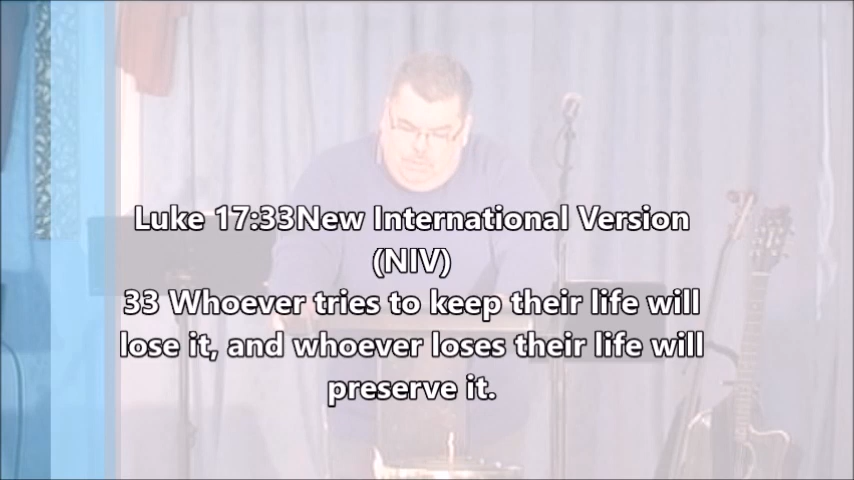 Luke 17:33New International Version
(NIV)
33 Whoever tries to keep their life will
lose it, and whoever loses their life will
preserve it.